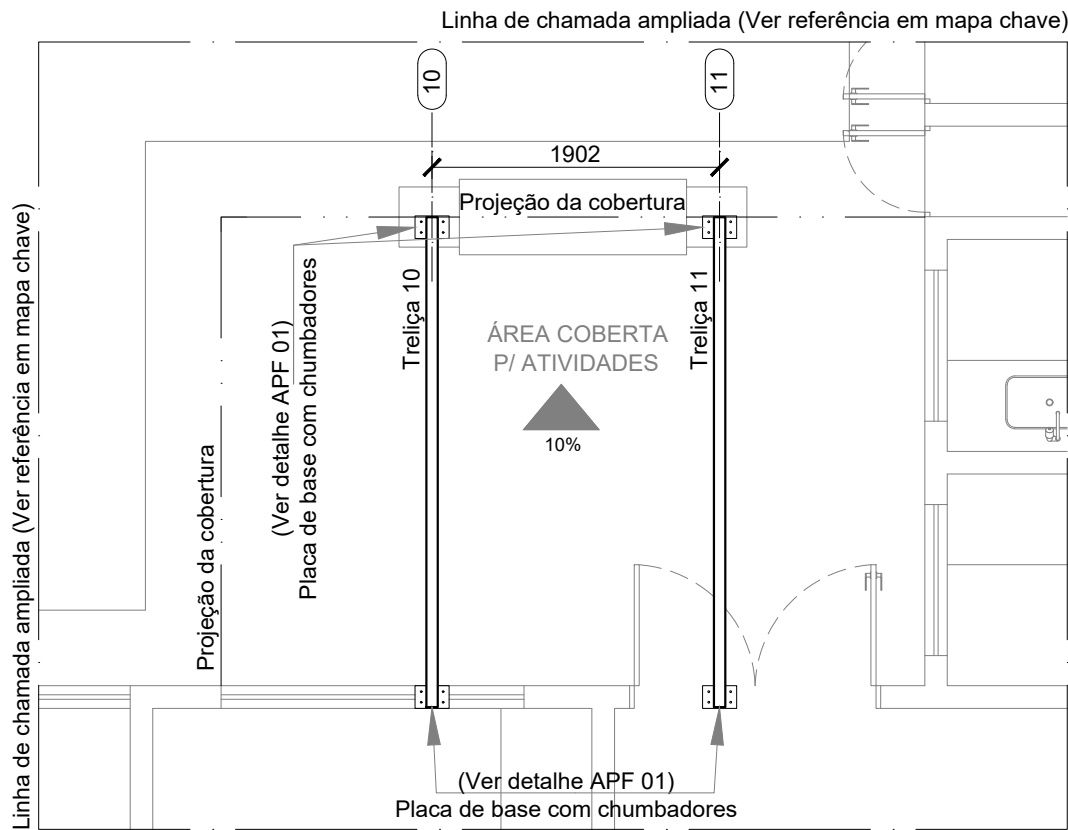 Linha de chamada ampliada (Ver referência em mapa chave)
10
11
1902
Projeção da cobertura
Treliça 10
Treliça 11
(Ver detalhe APF 01)
Placa de base com chumbadores
ÁREA COBERTA
P/ ATIVIDADES
10%
Projeção da cobertura
Linha de chamada ampliada (Ver referência em mapa chave)
(Ver detalhe APF 01)
Placa de base com chumbadores